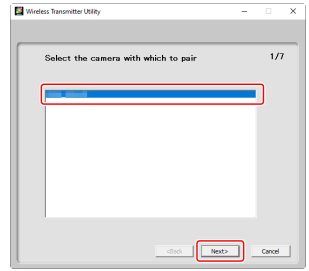 Wireless Transmitter Utility
Select the camera with which to pair
1/7
<Back
Next>
Cancel